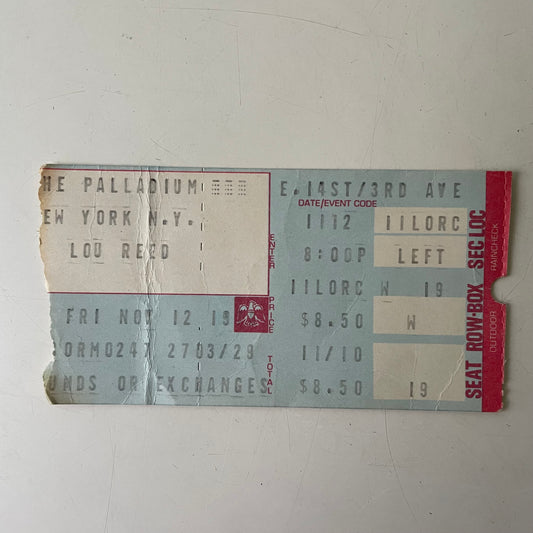 HE PALLADIUM
EW YORK N.Y.
LOU REED
FRI NOV 12 19
ORM0247 2703/29
UNDS OR EXCHANGES
ENTER PRICE TOTAL
E.14ST/3RD AVE
DATE/EVENT CODE
1112 11LORC
8:00P LEFT
11LORC W 19
$8.50 W
11/10
$8.50 19
SEAT ROW·BOX SEC LOC
OUTDOOR RAINCHECK